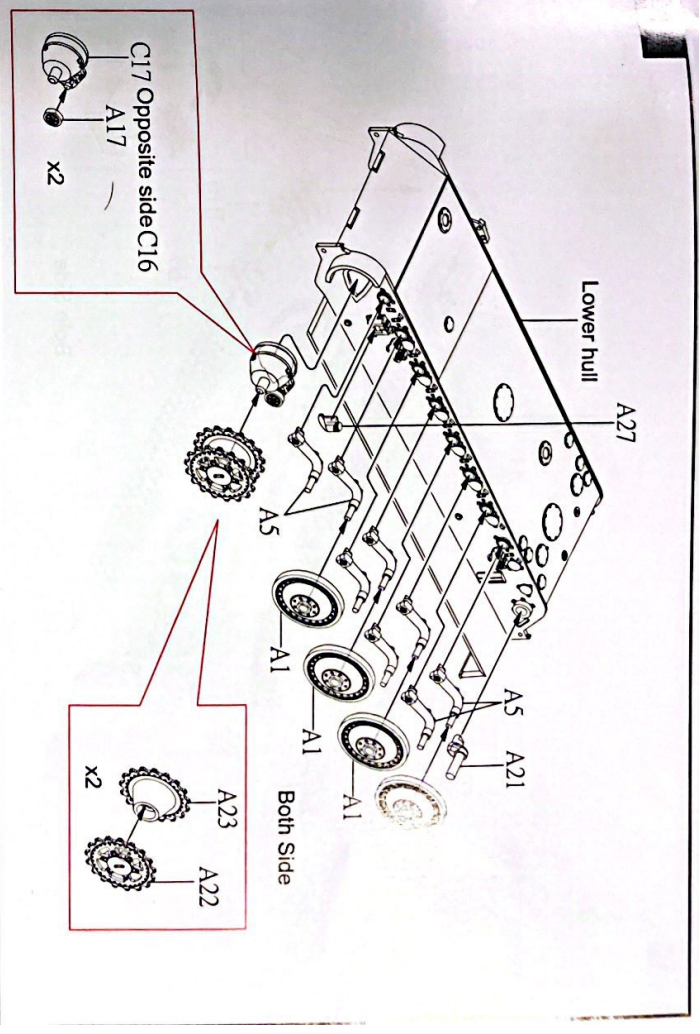 Lower hull
A27
C17 Opposite side C16
A17
x2
A5
A1
A1
A1
A5
A21
Both Side
A23
A22
x2